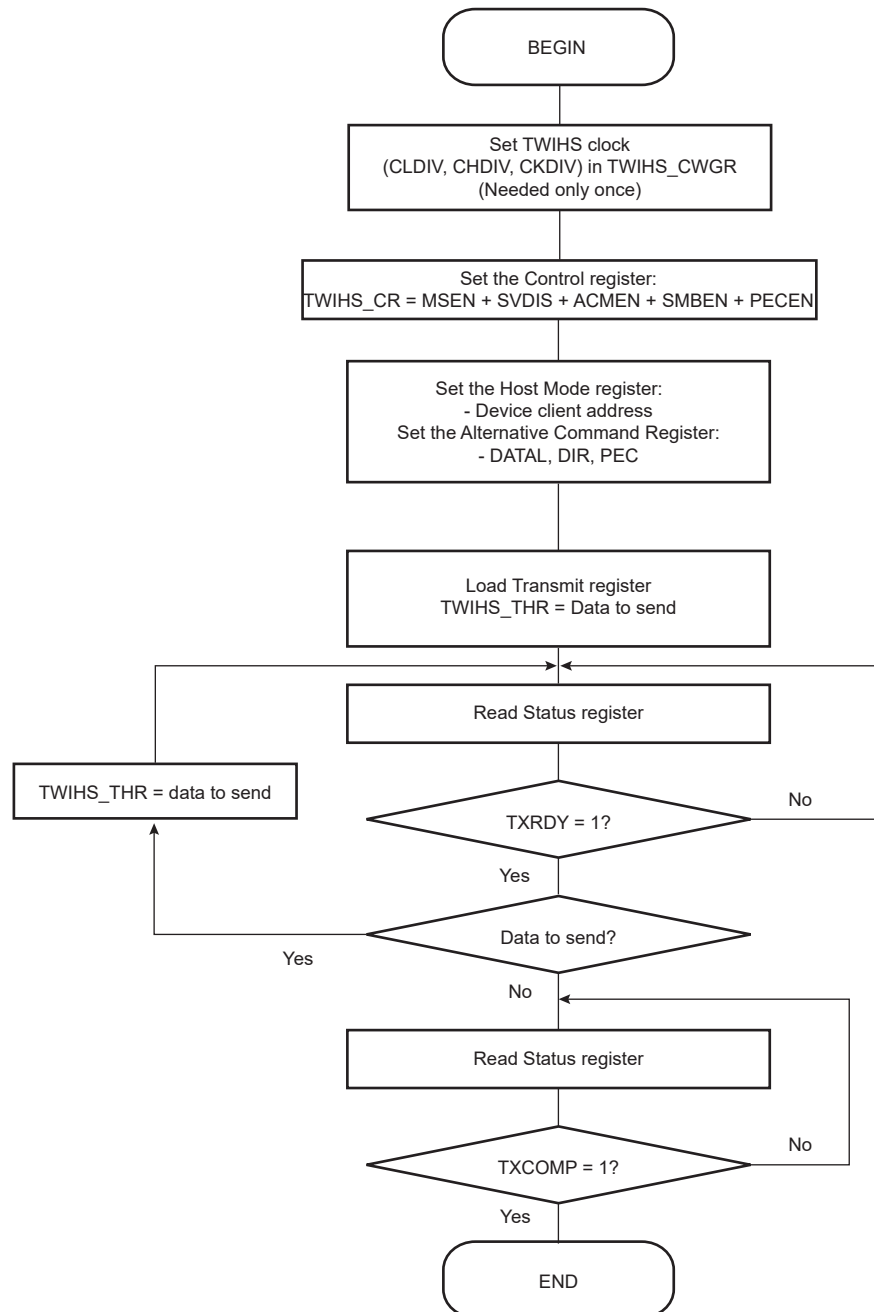 BEGIN
Set TWIHS clock
(CLDIV, CHDIV, CKDIV) in TWIHS_CWGR
(Needed only once)
Set the Control register:
TWIHS_CR = MSEN + SVDIS + ACMEN + SMBEN + PECEN
Set the Host Mode register:
- Device client address
Set the Alternative Command Register:
- DATAL, DIR, PEC
Load Transmit register
TWIHS_THR = Data to send
Read Status register
TWIHS_THR = data to send
TXRDY = 1?
No
Yes
Data to send?
Yes
No
Read Status register
TXCOMP = 1?
No
Yes
END